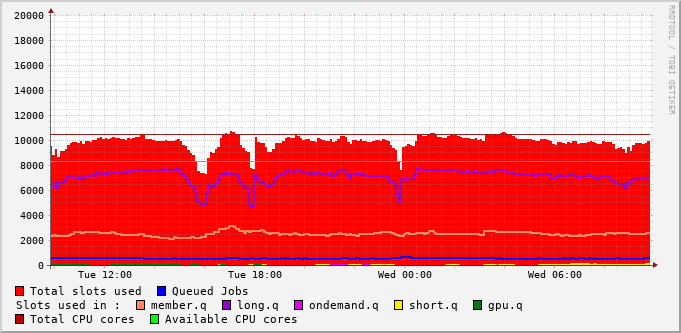 20000
18000
16000
14000
12000
10000
8000
6000
4000
2000
0
Tue 12:00 Tue 18:00 Wed 00:00 Wed 06:00
RRDTOOL / TOBI OETIKER
Total slots used Queued Jobs
Slots used in : member.q long.q ondemand.q short.q gpu.q
Total CPU cores Available CPU cores